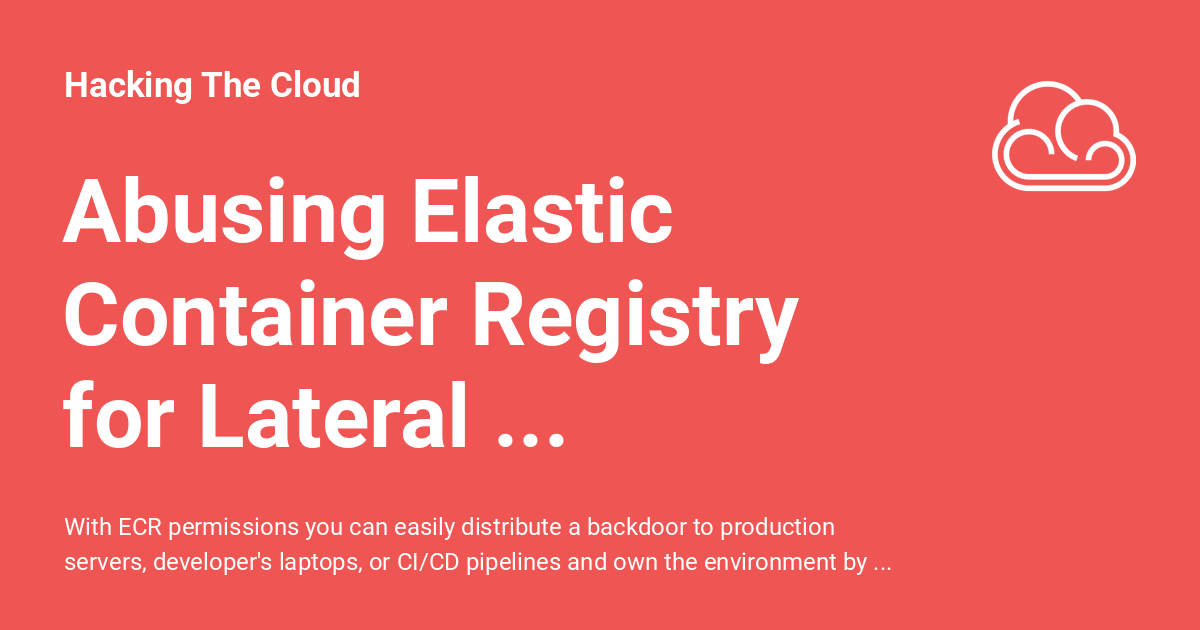 Hacking The Cloud
Abusing Elastic
Container Registry
for Lateral ...
With ECR permissions you can easily distribute a backdoor to production
servers, developer's laptops, or CI/CD pipelines and own the environment by ...